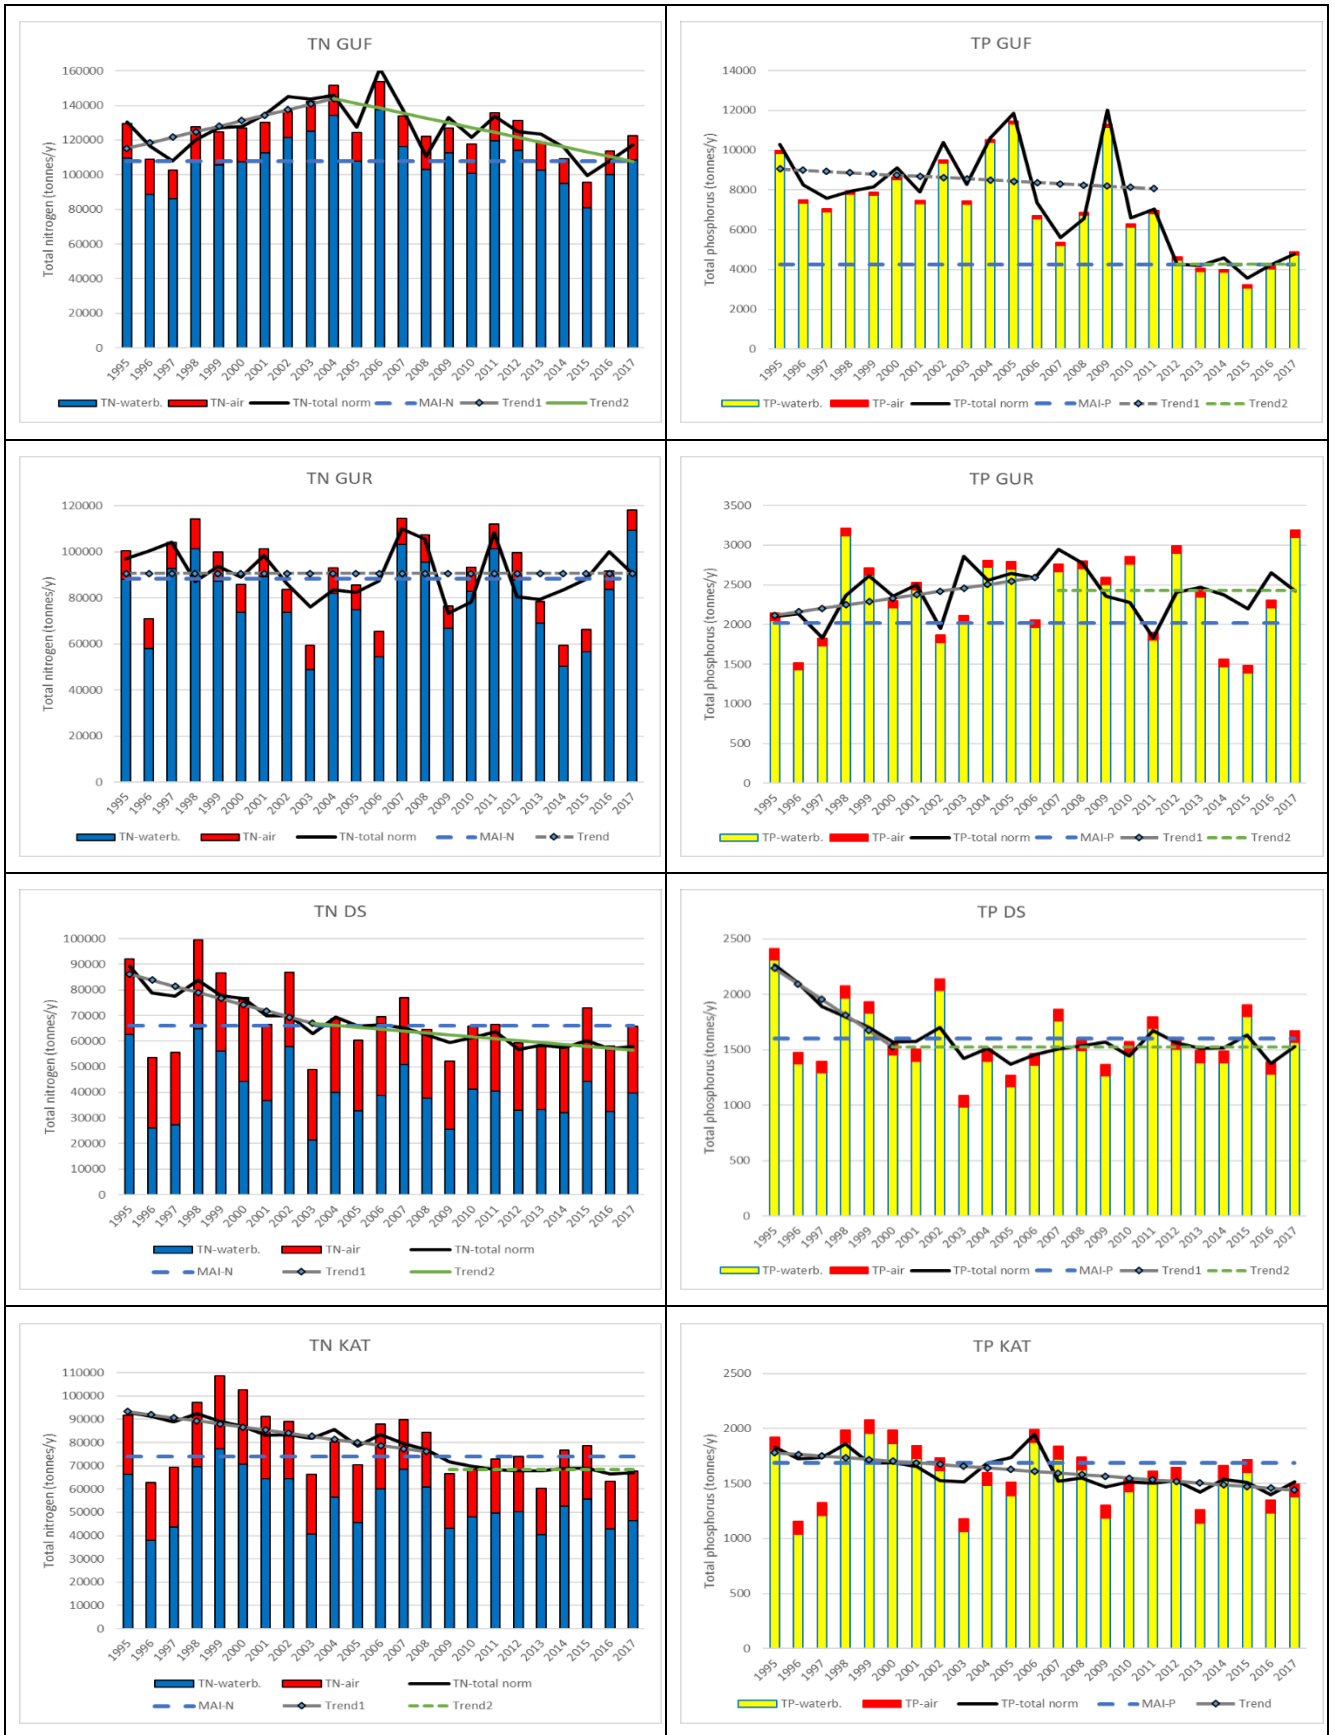 TN GUF
Total nitrogen (tonnes/y)
160000
140000
120000
100000
80000
60000
40000
20000
0
1995 1996 1997 1998 1999 2000 2001 2002 2003 2004 2005 2006 2007 2008 2009 2010 2011 2012 2013 2014 2015 2016 2017
TN-waterb. TN-air TN-total norm MAI-N Trend1 Trend2
TP GUF
Total phosphorus (tonnes/y)
14000
12000
10000
8000
6000
4000
2000
0
1995 1996 1997 1998 1999 2000 2001 2002 2003 2004 2005 2006 2007 2008 2009 2010 2011 2012 2013 2014 2015 2016 2017
TP-waterb. TP-air TP-total norm MAI-P Trend1 Trend2
TN GUR
Total nitrogen (tonnes/y)
120000
100000
80000
60000
40000
20000
0
1995 1996 1997 1998 1999 2000 2001 2002 2003 2004 2005 2006 2007 2008 2009 2010 2011 2012 2013 2014 2015 2016 2017
TN-waterb. TN-air TN-total norm MAI-N Trend
TP GUR
Total phosphorus (tonnes/y)
3500
3000
2500
2000
1500
1000
500
0
1995 1996 1997 1998 1999 2000 2001 2002 2003 2004 2005 2006 2007 2008 2009 2010 2011 2012 2013 2014 2015 2016 2017
TP-waterb. TP-air TP-total norm MAI-P Trend1 Trend2
TN DS
Total nitrogen (tonnes/y)
100000
90000
80000
70000
60000
50000
40000
30000
20000
10000
0
1995 1996 1997 1998 1999 2000 2001 2002 2003 2004 2005 2006 2007 2008 2009 2010 2011 2012 2013 2014 2015 2016 2017
TN-waterb. TN-air TN-total norm
MAI-N Trend1 Trend2
TP DS
Total phosphorus (tonnes/y)
2500
2000
1500
1000
500
0
1995 1996 1997 1998 1999 2000 2001 2002 2003 2004 2005 2006 2007 2008 2009 2010 2011 2012 2013 2014 2015 2016 2017
TP-waterb. TP-air TP-total norm MAI-P Trend1 Trend2
TN KAT
Total nitrogen (tonnes/y)
110000
100000
90000
80000
70000
60000
50000
40000
30000
20000
10000
0
1995 1996 1997 1998 1999 2000 2001 2002 2003 2004 2005 2006 2007 2008 2009 2010 2011 2012 2013 2014 2015 2016 2017
TN-waterb. TN-air TN-total norm
MAI-N Trend1 Trend2
TP KAT
Total phosphorus (tonnes/y)
2500
2000
1500
1000
500
0
1995 1996 1997 1998 1999 2000 2001 2002 2003 2004 2005 2006 2007 2008 2009 2010 2011 2012 2013 2014 2015 2016 2017
TP-waterb. TP-air TP-total norm MAI-P Trend